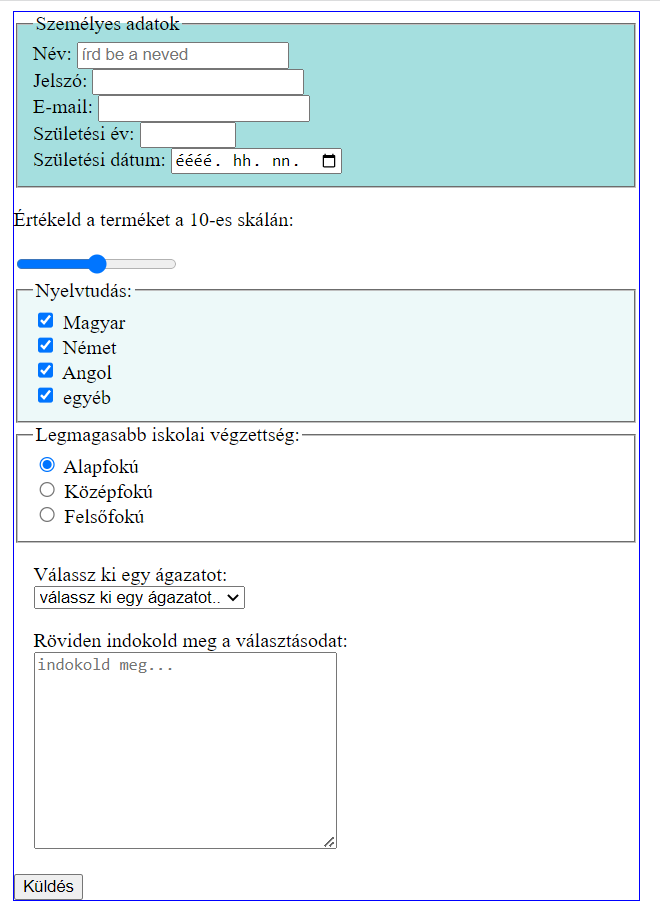 Személyes adatok
Név: írd be a neved
Jelszó:
E-mail:
Születési év:
Születési dátum: éééé. hh. nn.
Értékeld a terméket a 10-es skálán:
Nyelvtudás:
Magyar
Német
Angol
egyéb
Legmagasabb iskolai végzettség:
Alapfokú
Középfokú
Felsőfokú
Válassz ki egy ágazatot:
válassz ki egy ágazatot..
Röviden indokold meg a választásodat:
indokold meg...
Küldés